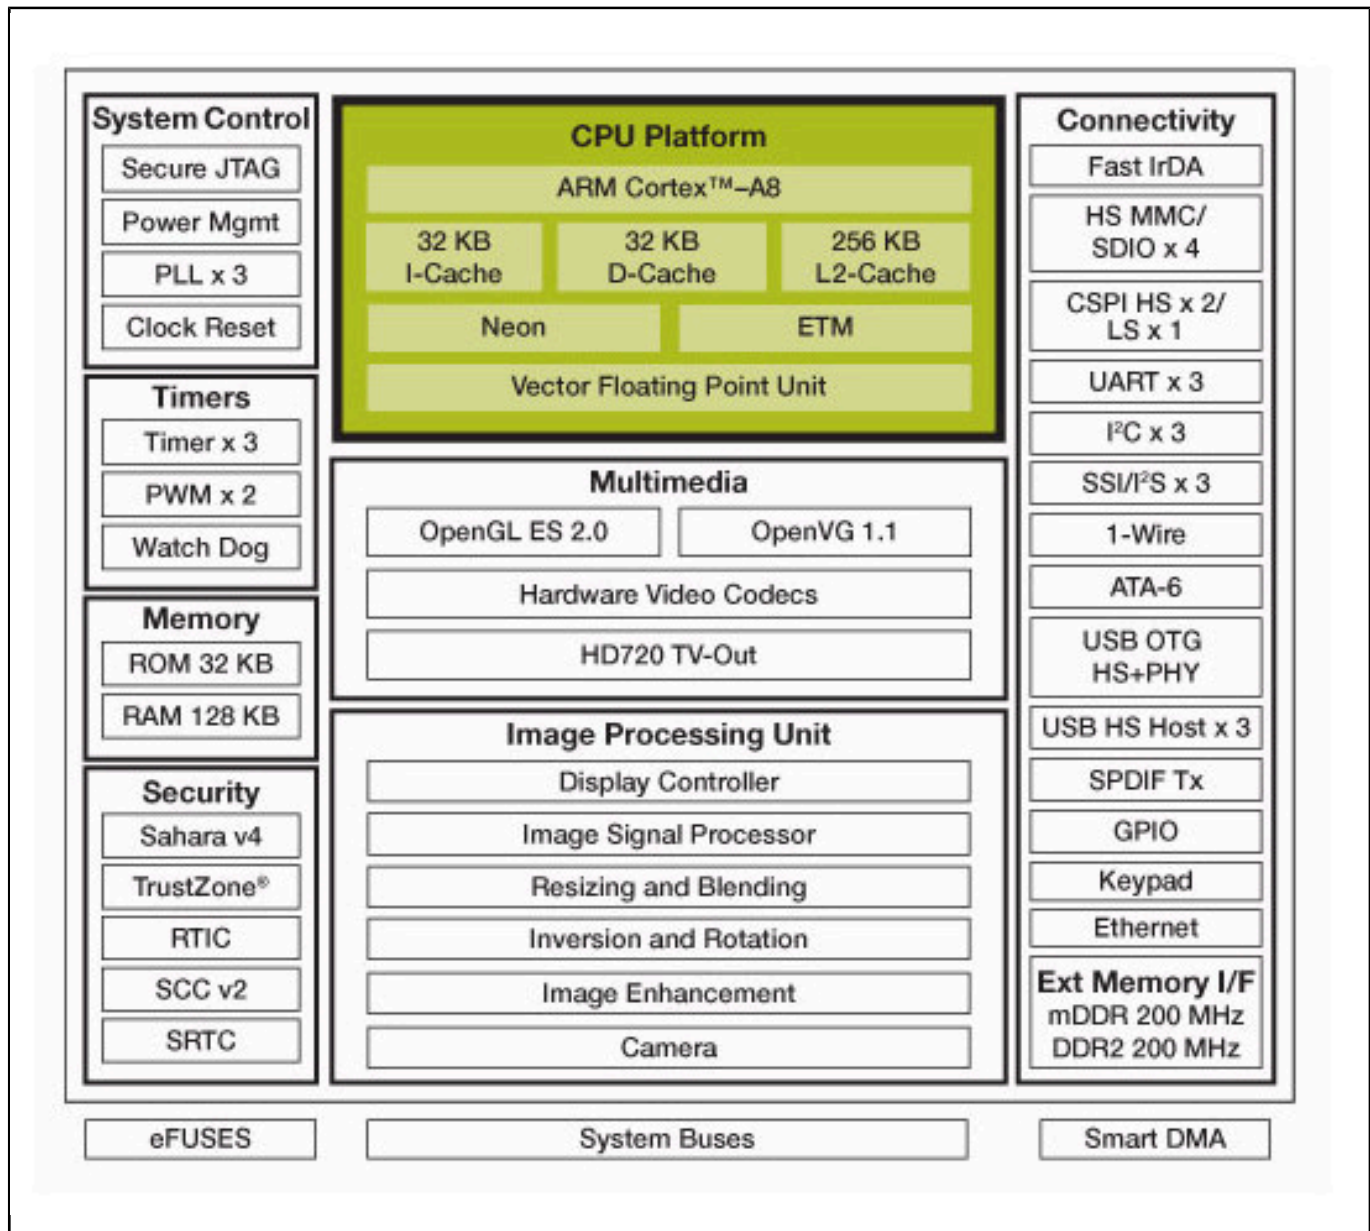 System Control
Secure JTAG
Power Mgmt
PLL x 3
Clock Reset
Timers
Timer x 3
PWM x 2
Watch Dog
Memory
ROM 32 KB
RAM 128 KB
Security
Sahara v4
TrustZone®
RTIC
SCC v2
SRTC
CPU Platform
ARM Cortex™–A8
32 KB
I-Cache
32 KB
D-Cache
256 KB
L2-Cache
Neon
ETM
Vector Floating Point Unit
Multimedia
OpenGL ES 2.0
OpenVG 1.1
Hardware Video Codecs
HD720 TV-Out
Image Processing Unit
Display Controller
Image Signal Processor
Resizing and Blending
Inversion and Rotation
Image Enhancement
Camera
Connectivity
Fast IrDA
HS MMC/
SDIO x 4
CSPI HS x 2/
LS x 1
UART x 3
I²C x 3
SSI/I²S x 3
1-Wire
ATA-6
USB OTG
HS+PHY
USB HS Host x 3
SPDIF Tx
GPIO
Keypad
Ethernet
Ext Memory I/F
mDDR 200 MHz
DDR2 200 MHz
eFUSES
System Buses
Smart DMA